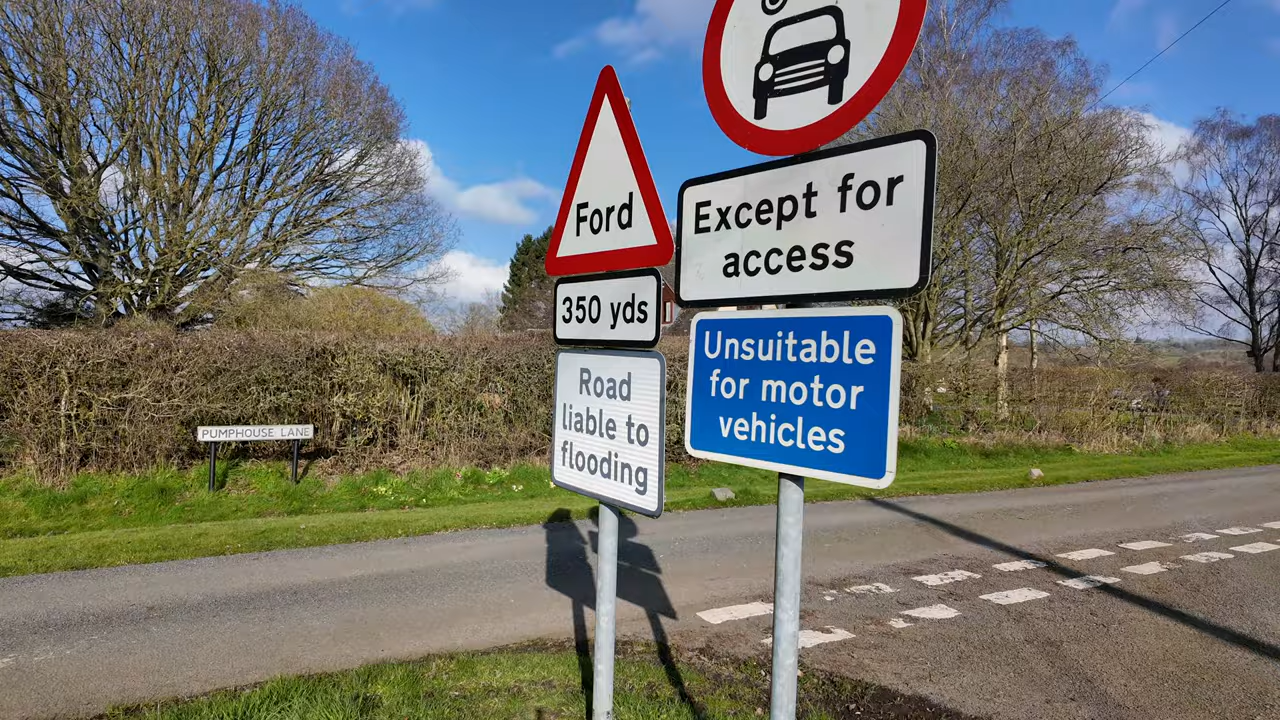 Ford
350 yds
Road
liable to
flooding
Except for
access
Unsuitable
for motor
vehicles
PUMPHOUSE LANE